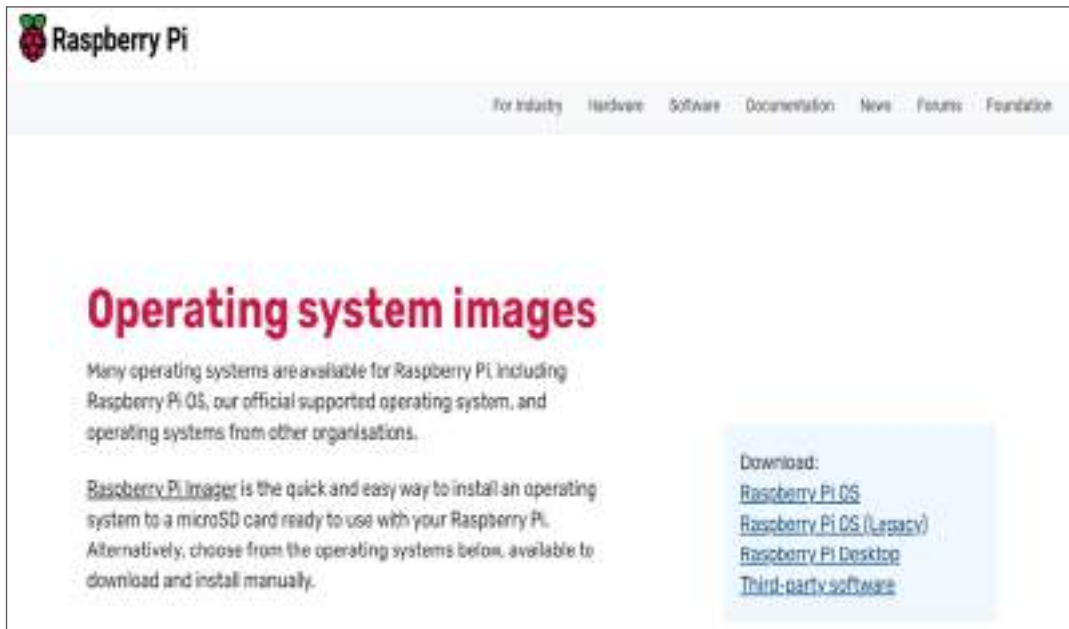 Raspberry Pi
For Industry Hardware Software Documentation News Forums Foundation
Operating system images
Many operating systems are available for Raspberry Pi, including
Raspberry Pi OS, our official supported operating system, and
operating systems from other organisations.
Raspberry Pi Imager is the quick and easy way to install an operating
system to a microSD card ready to use with your Raspberry Pi.
Alternatively, choose from the operating systems below, available to
download and install manually.
Download:
Raspberry Pi OS
Raspberry Pi OS (Legacy)
Raspberry Pi Desktop
Third-party software